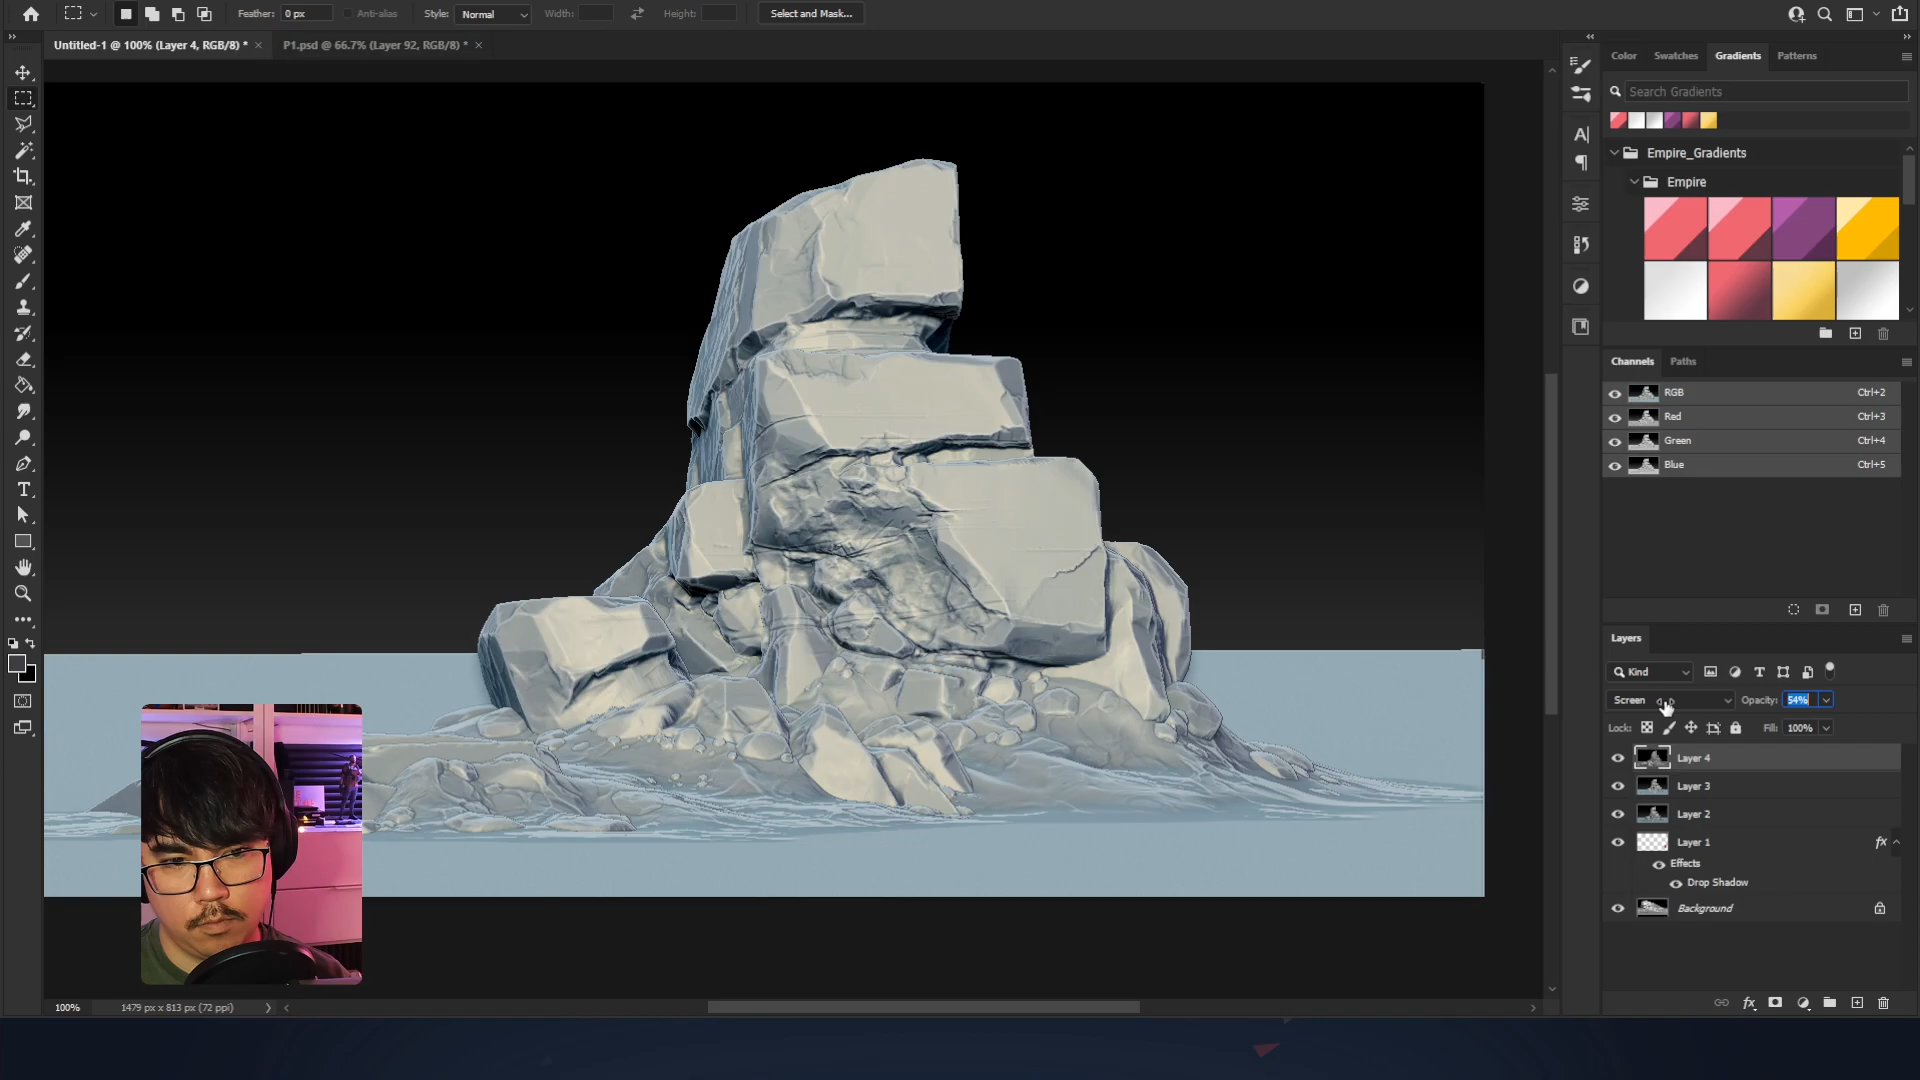 Feather: 0 px Anti-alias Style: Normal Width: Height: Select and Mask...
Untitled-1 @ 100% (Layer 4, RGB/8) * × P1.psd @ 66.7% (Layer 92, RGB/8) * ×
Color Swatches Gradients Patterns
Search Gradients
Empire_Gradients
Empire
Channels Paths
RGB Ctrl+2
Red Ctrl+3
Green Ctrl+4
Blue Ctrl+5
Layers
Kind
Screen Opacity: 54%
Lock: Fill: 100%
Layer 4
Layer 3
Layer 2
Layer 1 fx
Effects
Drop Shadow
Background
fx
100% 1479 px x 813 px (72 ppi)